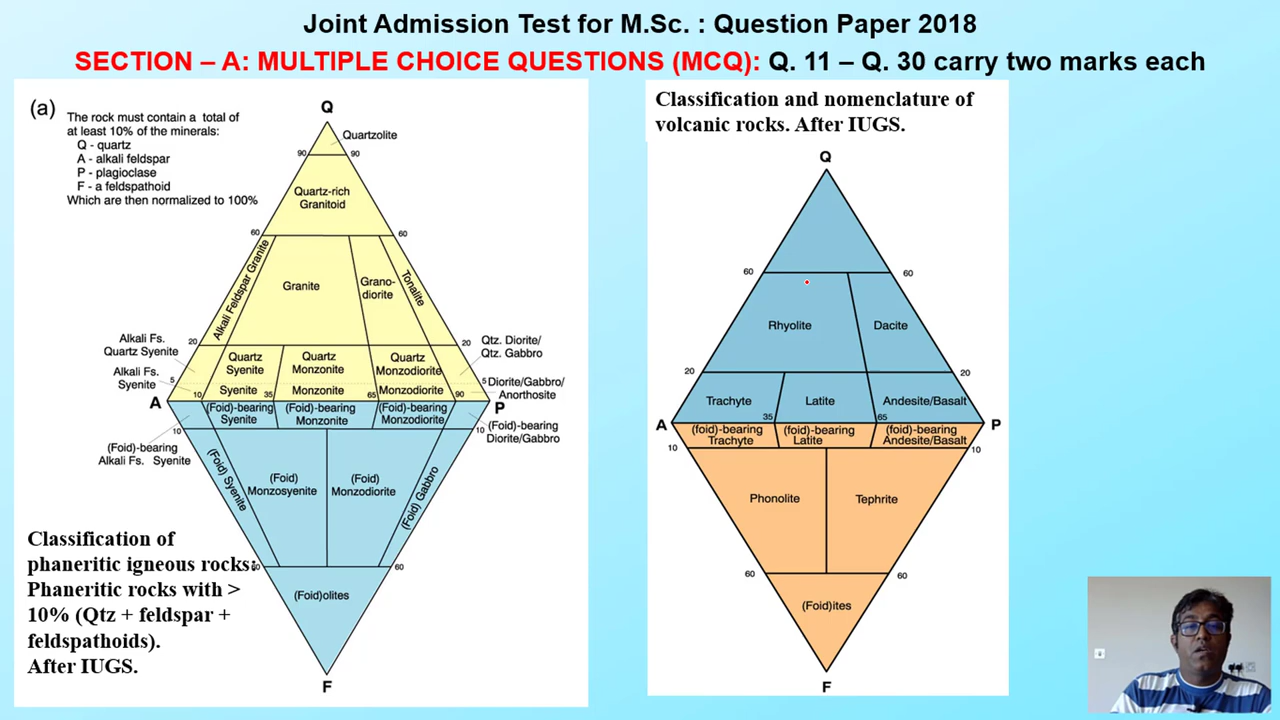 Joint Admission Test for M.Sc. : Question Paper 2018
SECTION – A: MULTIPLE CHOICE QUESTIONS (MCQ): Q. 11 – Q. 30 carry two marks each
(a)
The rock must contain a total of
at least 10% of the minerals:
Q - quartz
A - alkali feldspar
P - plagioclase
F - a feldspathoid
Which are then normalized to 100%
Q
Quartzolite
90
90
Quartz-rich
Granitoid
60
60
Alkali Feldspar Granite
Granite
Grano-
diorite
Tonalite
Alkali Fs.
Quartz Syenite
20
20
Qtz. Diorite/
Qtz. Gabbro
Quartz
Syenite
Quartz
Monzonite
Quartz
Monzodiorite
Alkali Fs.
Syenite
5
5
Diorite/Gabbro/
Anorthosite
10
Syenite
35
Monzonite
65
Monzodiorite
90
A
P
(Foid)-bearing
Syenite
(Foid)-bearing
Monzonite
(Foid)-bearing
Monzodiorite
10
10
(Foid)-bearing
Diorite/Gabbro
(Foid)-bearing
Alkali Fs. Syenite
(Foid) Syenite
(Foid)
Monzosyenite
(Foid)
Monzodiorite
(Foid) Gabbro
60
60
(Foid)olites
F
Classification of
phaneritic igneous rocks:
Phaneritic rocks with >
10% (Qtz + feldspar +
feldspathoids).
After IUGS.
Classification and nomenclature of
volcanic rocks. After IUGS.
Q
60
60
Rhyolite
Dacite
20
20
Trachyte
Latite
Andesite/Basalt
35
65
A
P
(foid)-bearing
Trachyte
(foid)-bearing
Latite
(foid)-bearing
Andesite/Basalt
10
10
Phonolite
Tephrite
60
60
(Foid)ites
F